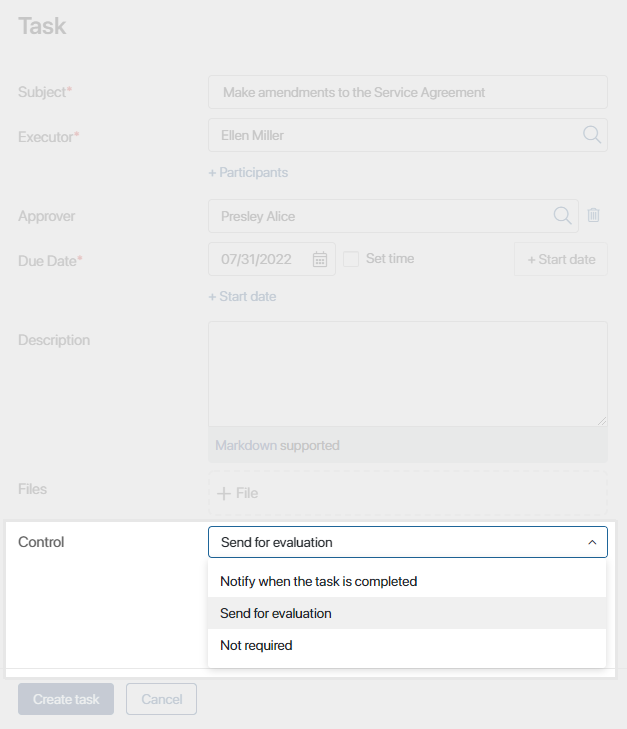 Task
Subject*
Make amendments to the Service Agreement
Executor*
Ellen Miller
+ Participants
Approver
Presley Alice
Due Date*
07/31/2022
Set time
+ Start date
+ Start date
Description
Markdown supported
Files
+ File
Control
Send for evaluation
Notify when the task is completed
Send for evaluation
Not required
Create task
Cancel